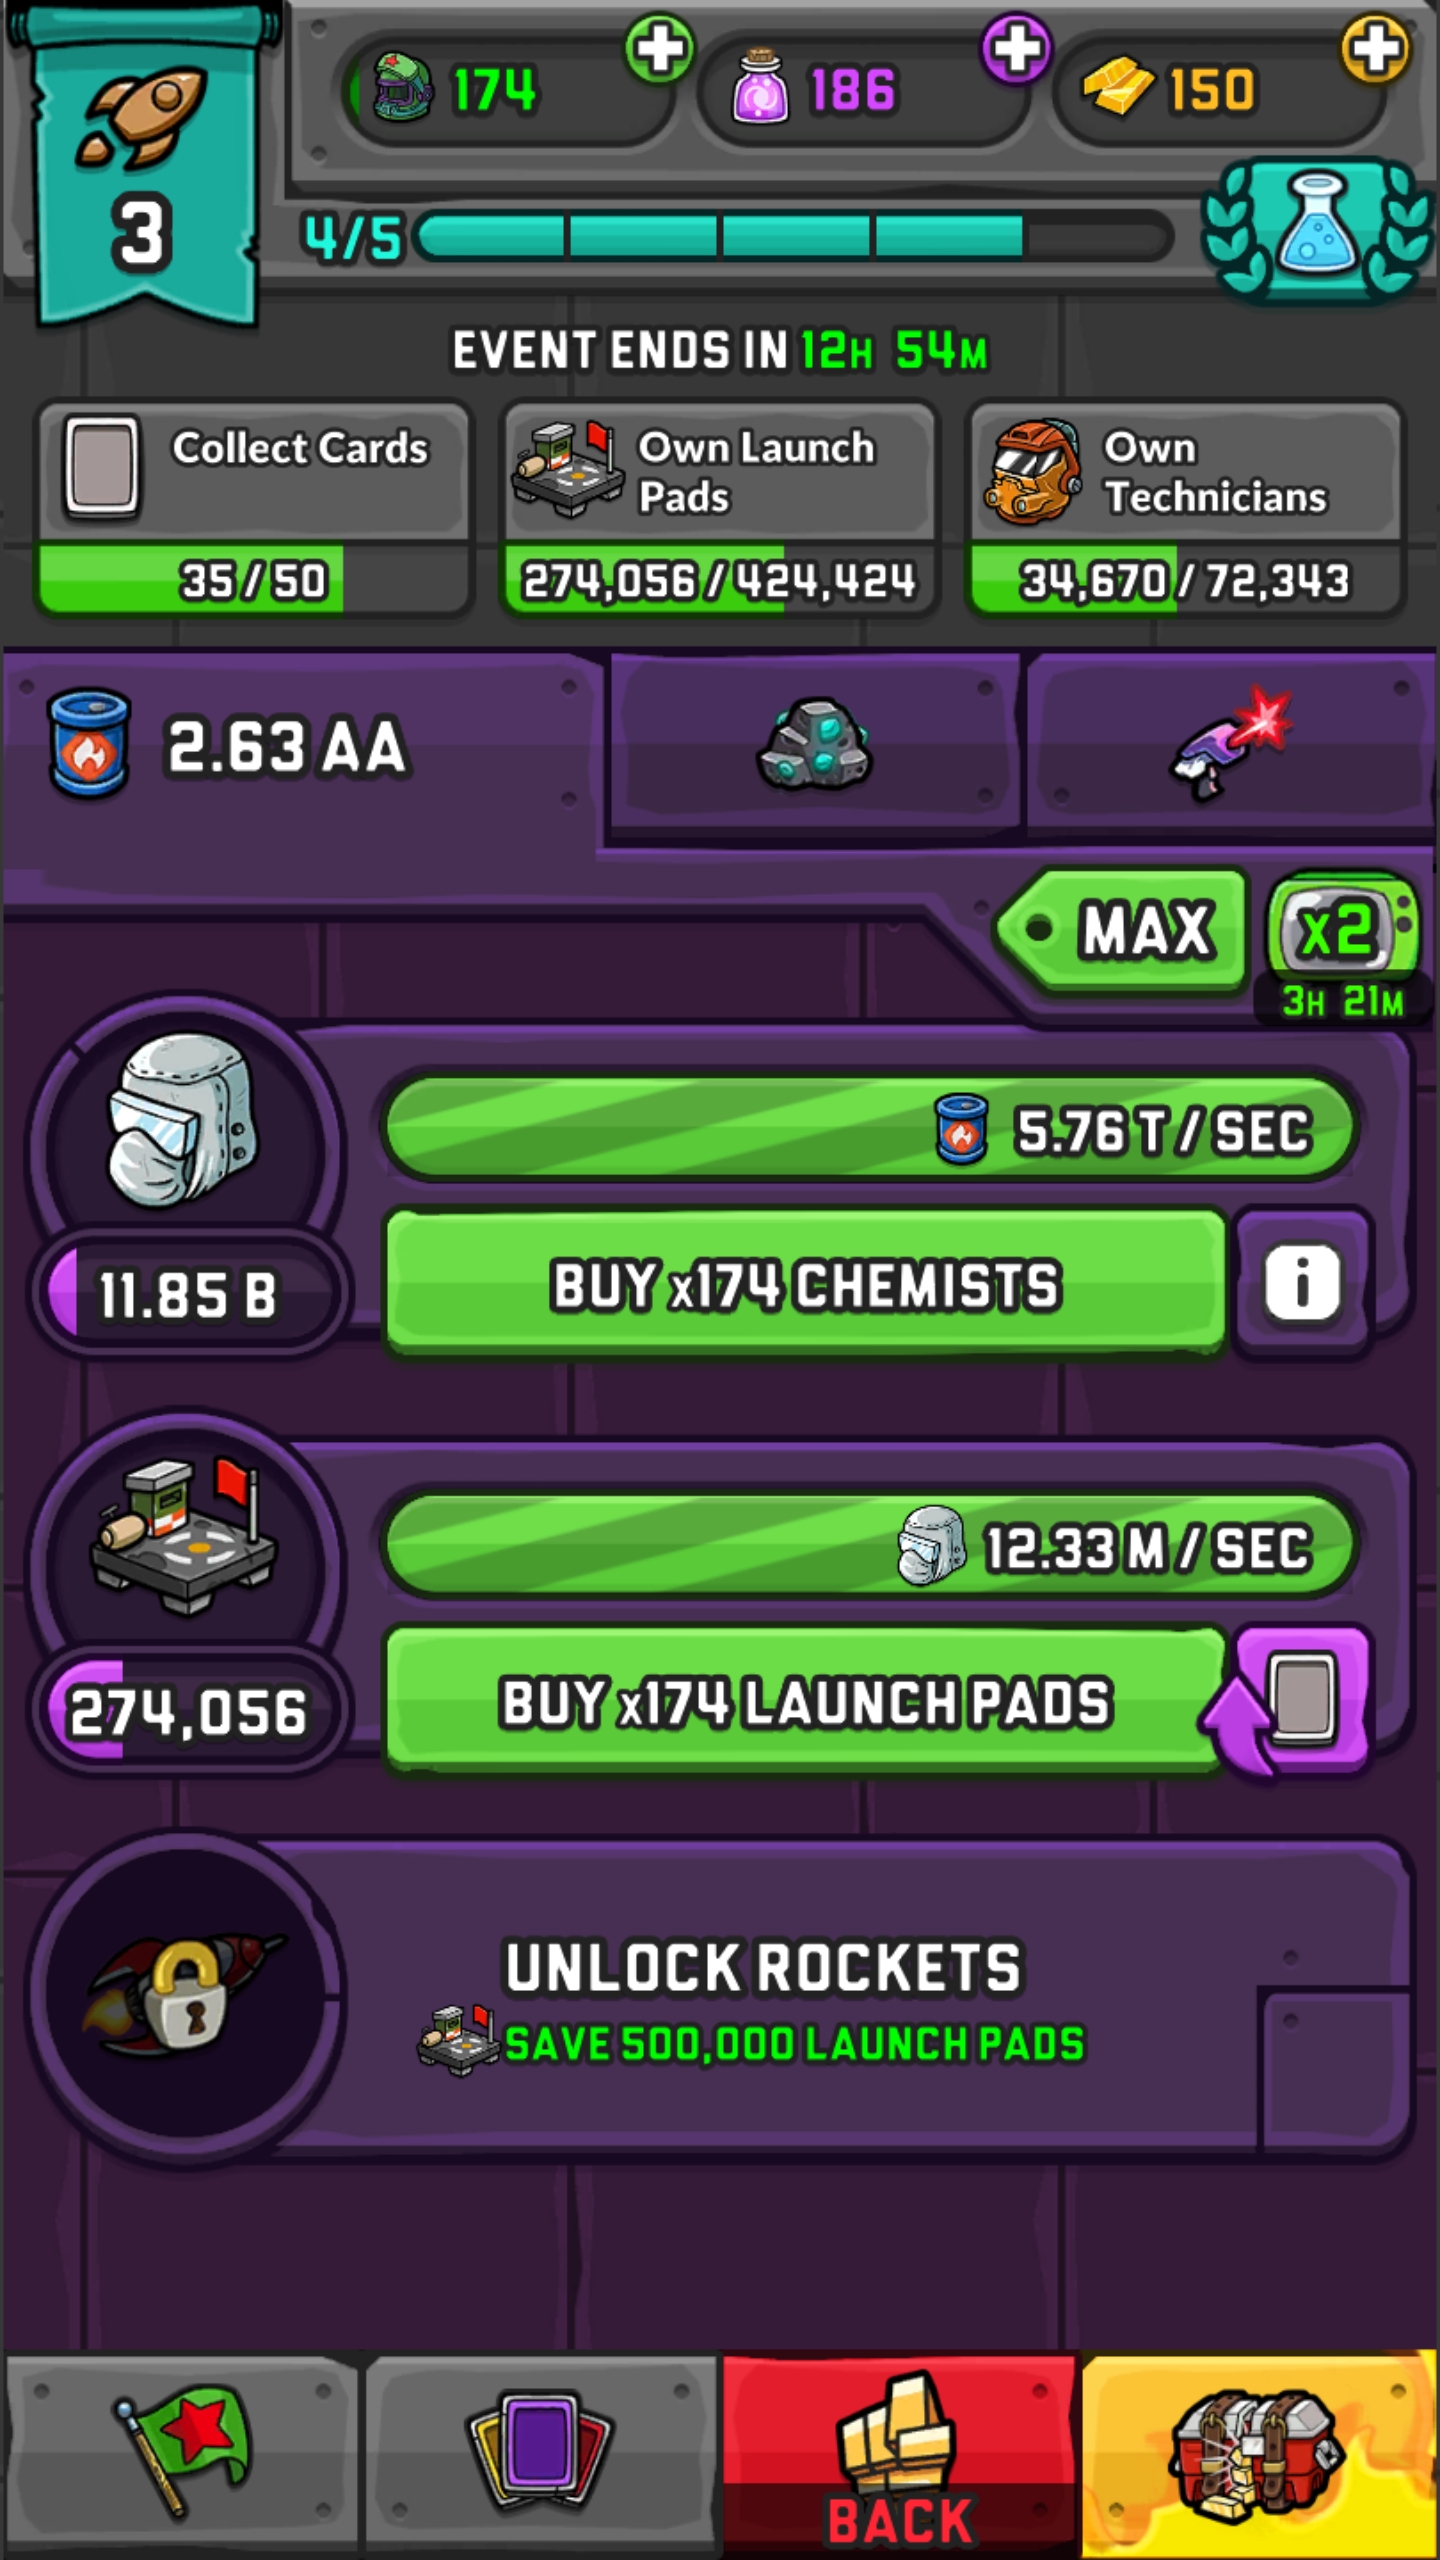 174
186
150
3
4/5
EVENT ENDS IN 12H 54M
Collect Cards
35/50
Own Launch
Pads
274,056/424,424
Own
Technicians
34,670/72,343
2.63 AA
MAX
x2
3H 21M
5.76 T/SEC
11.85 B
BUY x174 CHEMISTS
i
12.33 M/SEC
274,056
BUY x174 LAUNCH PADS
UNLOCK ROCKETS
SAVE 500,000 LAUNCH PADS
BACK